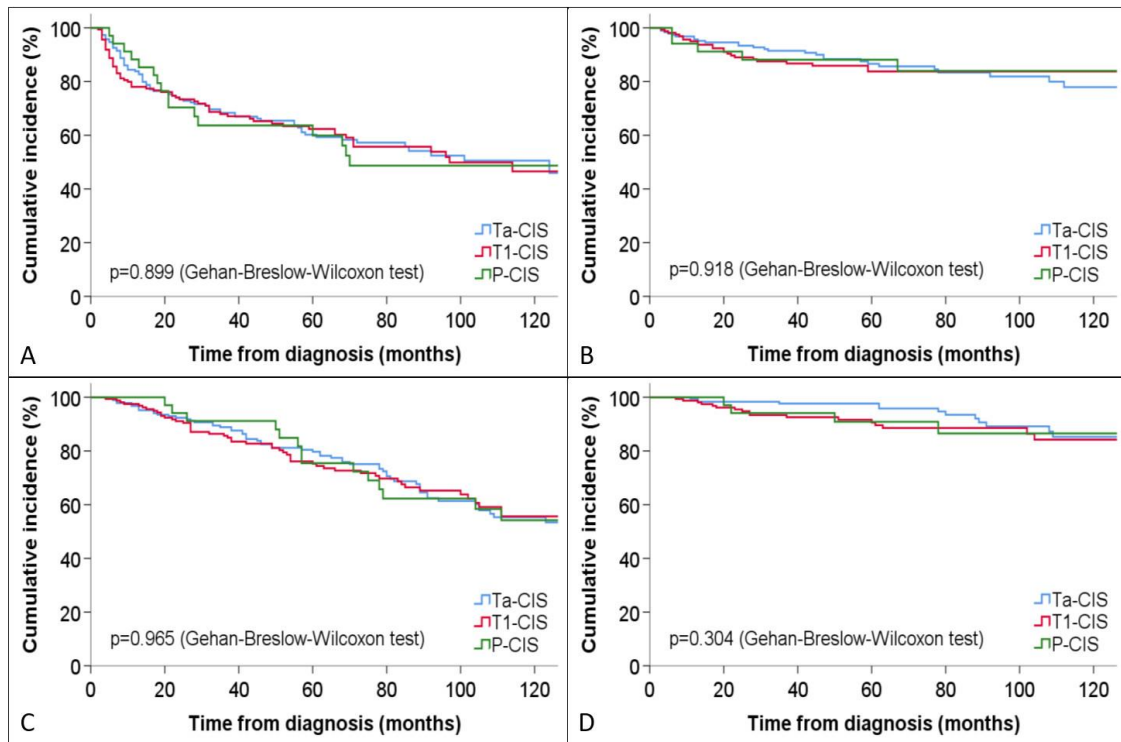 Cumulative incidence (%)
100
80
60
40
80
20
0
Ta-CIS
T1-CIS
P-CIS
p=0.899 (Gehan-Breslow-Wilcoxon test)
0 20 40 60 80 100 120
Time from diagnosis (months)
A
Cumulative incidence (%)
100
80
60
40
80
20
0
Ta-CIS
T1-CIS
P-CIS
p=0.918 (Gehan-Breslow-Wilcoxon test)
0 20 40 60 80 100 120
Time from diagnosis (months)
B
Cumulative incidence (%)
100
80
60
40
80
20
0
Ta-CIS
T1-CIS
P-CIS
p=0.965 (Gehan-Breslow-Wilcoxon test)
0 20 40 60 80 100 120
Time from diagnosis (months)
C
Cumulative incidence (%)
100
80
60
40
80
20
0
Ta-CIS
T1-CIS
P-CIS
p=0.304 (Gehan-Breslow-Wilcoxon test)
0 20 40 60 80 100 120
Time from diagnosis (months)
D